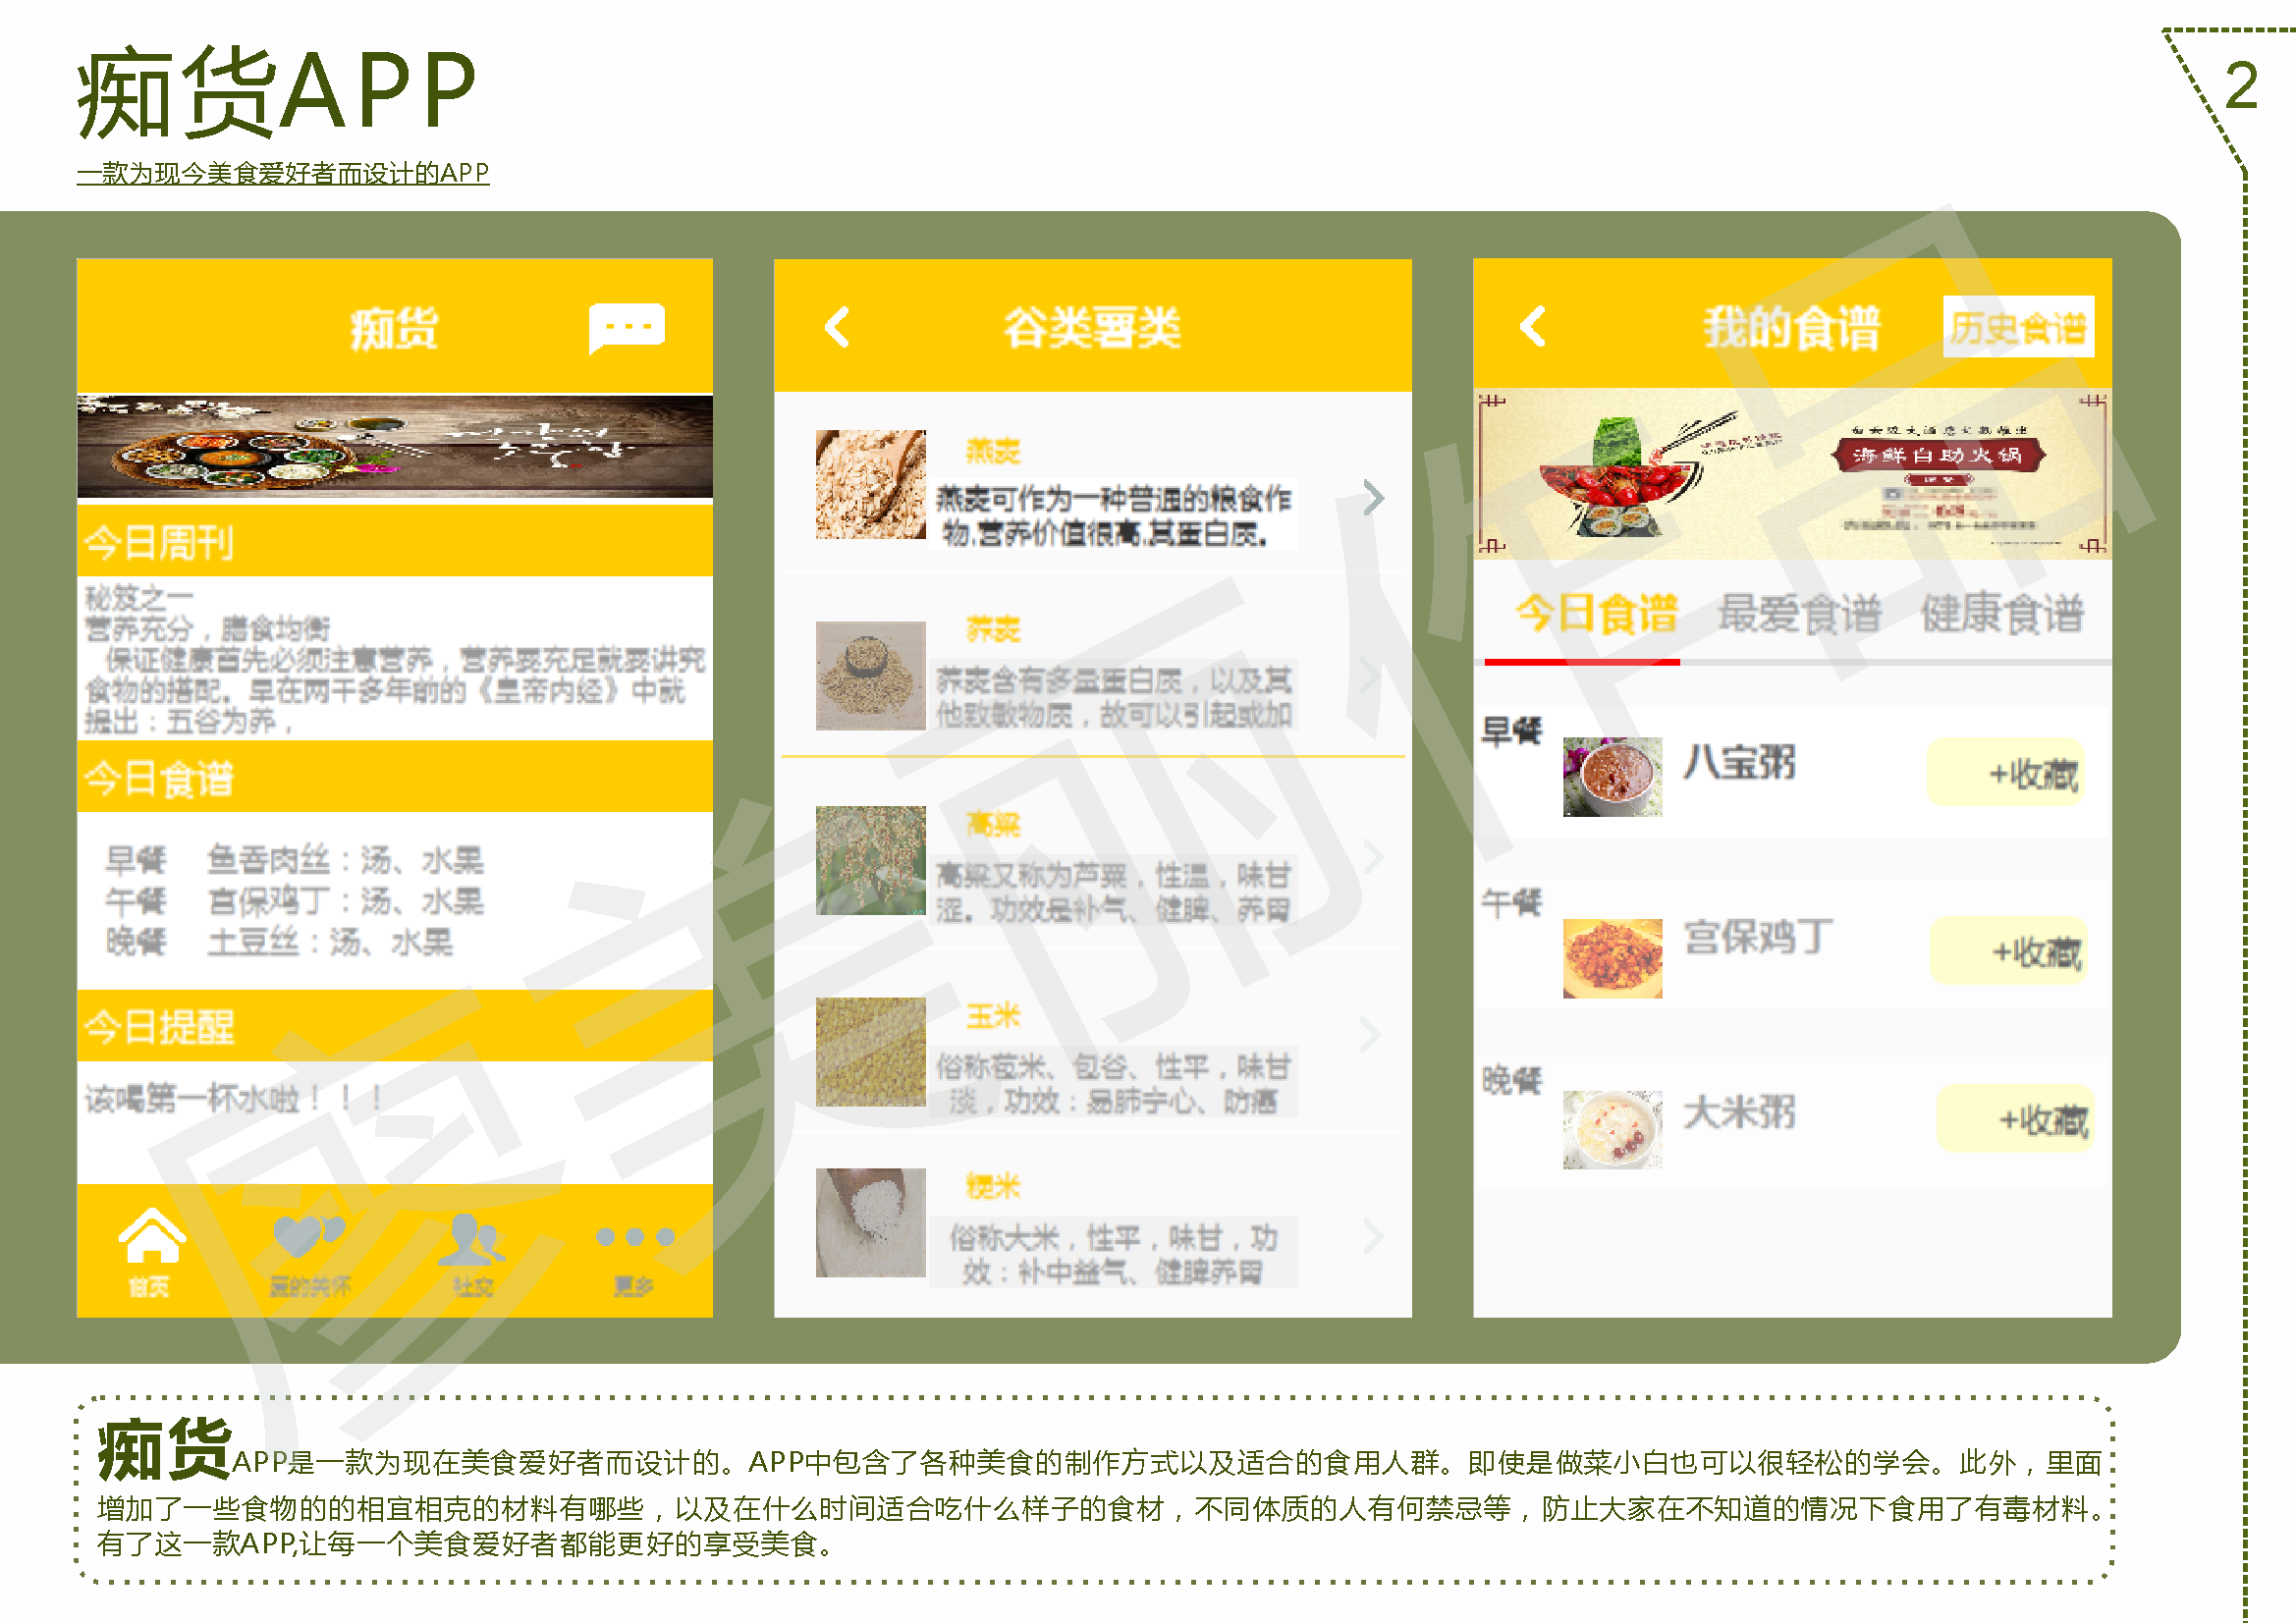 痴货APP
2
一款为现今美食爱好者而设计的APP
痴货
今日周刊
秘笈之一
营养充分，膳食均衡
保证健康首先必须注意营养，营养要充足就要讲究
食物的搭配。早在两千多年前的《皇帝内经》中就
提出：五谷为养，
今日食谱
早餐 鱼香肉丝：汤、水果
午餐 宫保鸡丁：汤、水果
晚餐 土豆丝：汤、水果
今日提醒
该喝第一杯水啦！！！
首页 社交 更多
谷类薯类
燕麦
燕麦可作为一种普通的粮食作
物,营养价值很高,其蛋白质。
荞麦
荞麦含有多量蛋白质，以及其
他致敏物质，故可以引起或加
高粱
高粱又称为芦粟，性温，味甘
涩。功效是补气、健脾、养胃
玉米
俗称苞米、包谷、性平，味甘
淡，功效：易肺宁心、防癌
粳米
俗称大米，性平，味甘，功
效：补中益气、健脾养胃
我的食谱 历史食谱
海鲜自助火锅
今日食谱 最爱食谱 健康食谱
早餐 八宝粥 +收藏
午餐 宫保鸡丁 +收藏
晚餐 大米粥 +收藏
廖美丽作品
痴货APP是一款为现在美食爱好者而设计的。APP中包含了各种美食的制作方式以及适合的食用人群。即使是做菜小白也可以很轻松的学会。此外，里面
增加了一些食物的的相宜相克的材料有哪些，以及在什么时间适合吃什么样子的食材，不同体质的人有何禁忌等，防止大家在不知道的情况下食用了有毒材料。
有了这一款APP,让每一个美食爱好者都能更好的享受美食。